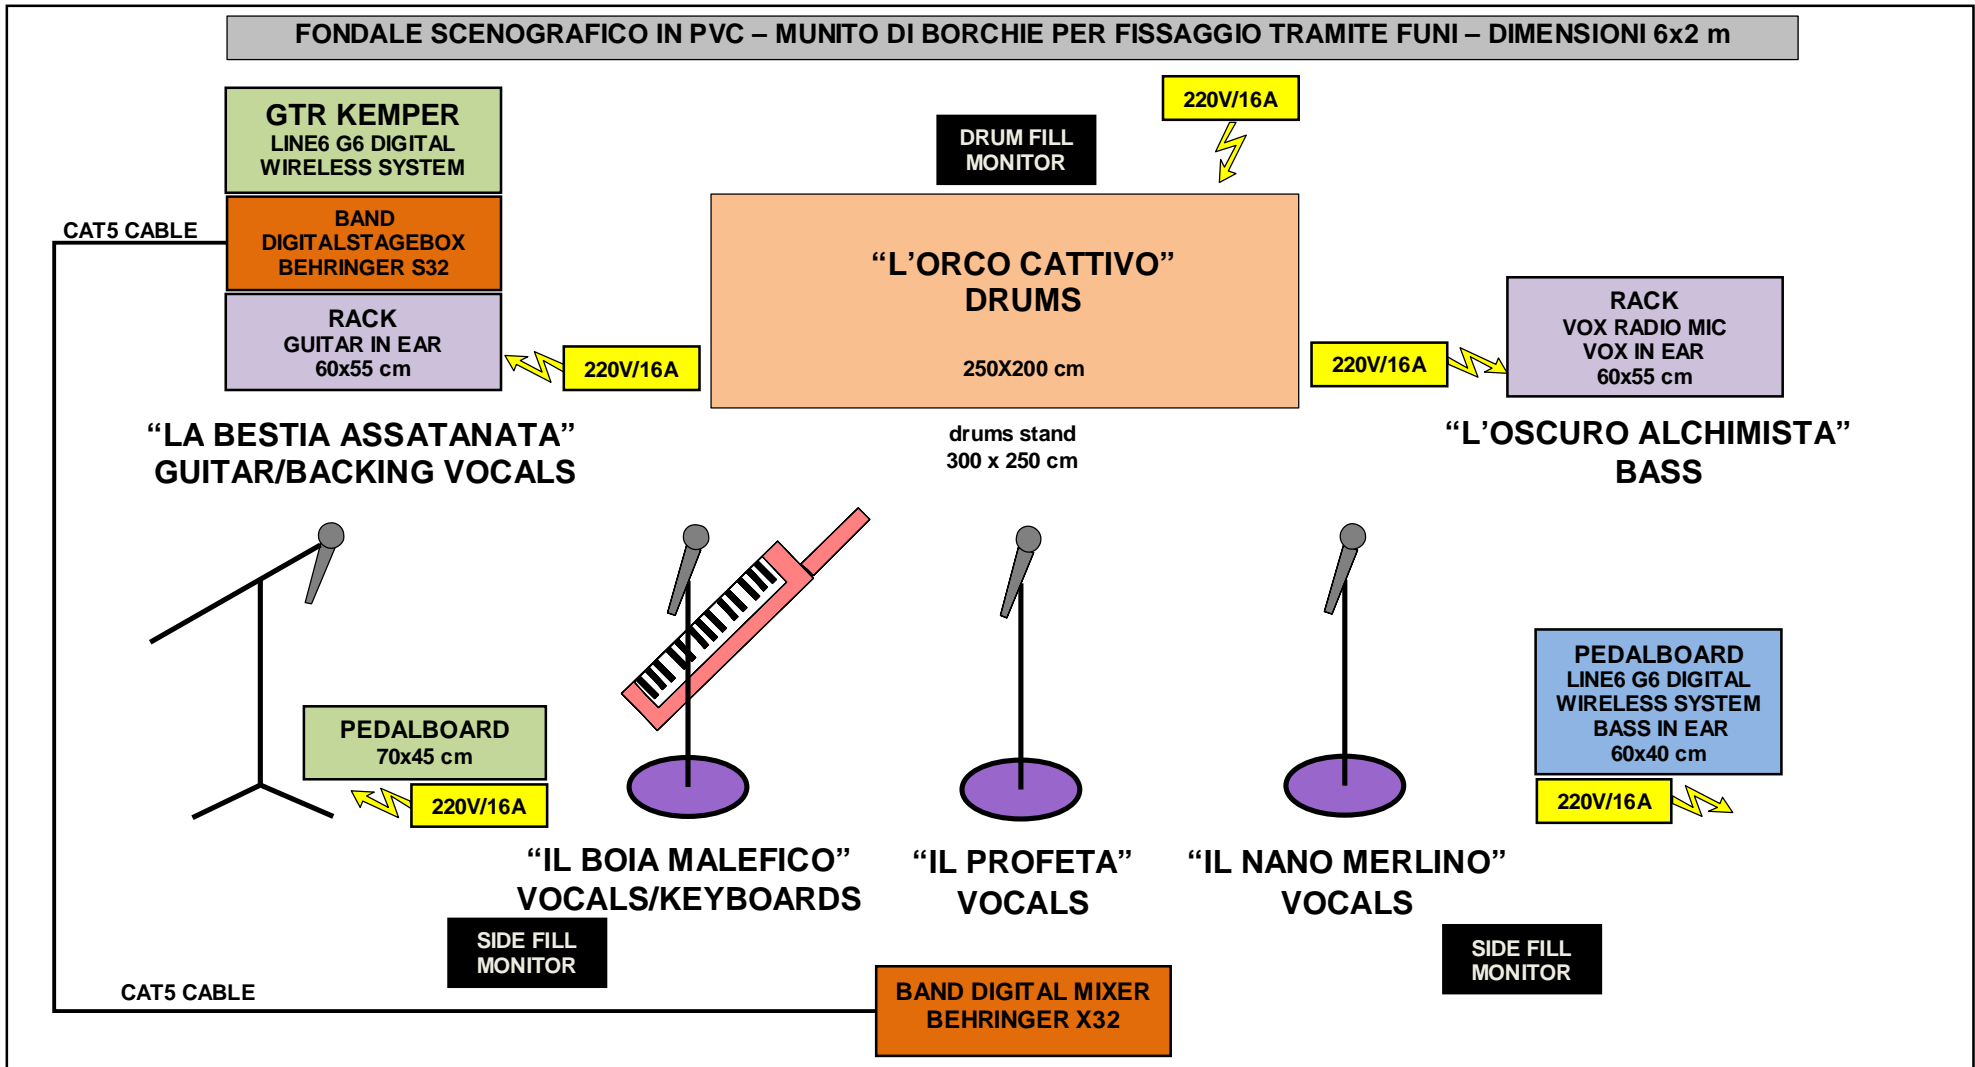 FONDALE SCENOGRAFICO IN PVC – MUNITO DI BORCHIE PER FISSAGGIO TRAMITE FUNI – DIMENSIONI 6x2 m
GTR KEMPER
LINE6 G6 DIGITAL
WIRELESS SYSTEM
220V/16A
DRUM FILL
MONITOR
CAT5 CABLE
BAND
DIGITALSTAGEBOX
BEHRINGER S32
RACK
GUITAR IN EAR
60x55 cm
220V/16A
“L’ORCO CATTIVO”
DRUMS
250X200 cm
220V/16A
RACK
VOX RADIO MIC
VOX IN EAR
60x55 cm
“LA BESTIA ASSATANATA”
GUITAR/BACKING VOCALS
drums stand
300 x 250 cm
“L’OSCURO ALCHIMISTA”
BASS
PEDALBOARD
70x45 cm
220V/16A
PEDALBOARD
LINE6 G6 DIGITAL
WIRELESS SYSTEM
BASS IN EAR
60x40 cm
220V/16A
“IL BOIA MALEFICO”
VOCALS/KEYBOARDS
“IL PROFETA”
VOCALS
“IL NANO MERLINO”
VOCALS
SIDE FILL
MONITOR
SIDE FILL
MONITOR
CAT5 CABLE
BAND DIGITAL MIXER
BEHRINGER X32